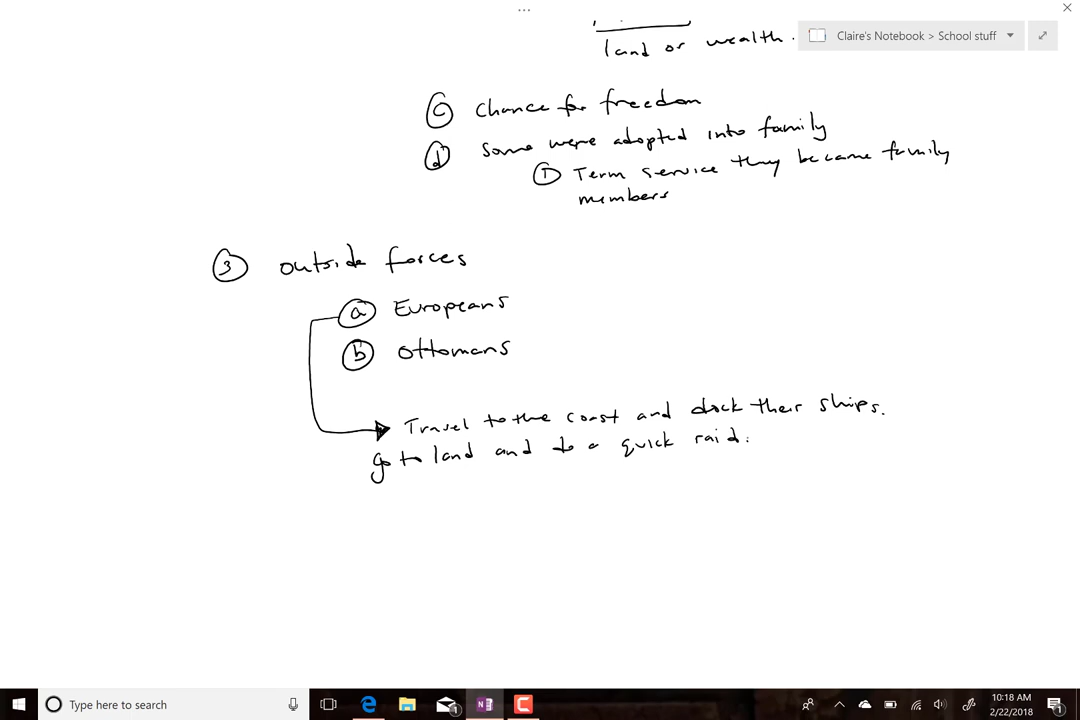 ...
land or wealth.
Claire's Notebook > School stuff
c chance for freedom
d some were adopted into family
1 Term service they became family
members
3 outside forces
a Europeans
b Ottomans
Travel to the coast and dock their ships.
go to land and do a quick raid.
Type here to search
10:18 AM
2/22/2018